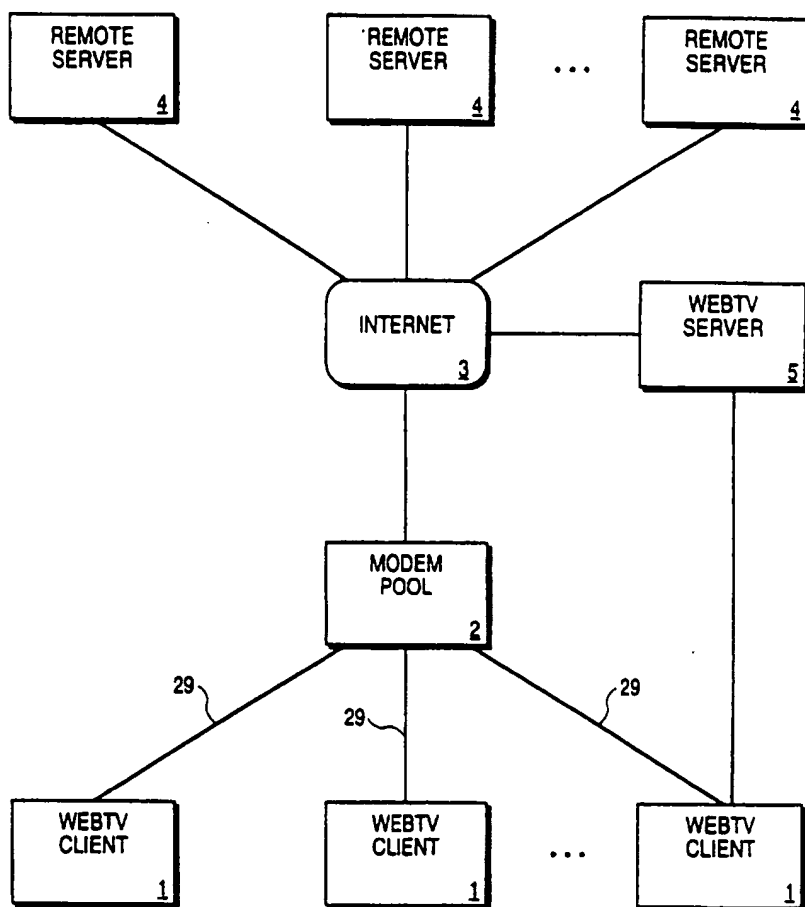 REMOTE
SERVER
4
REMOTE
SERVER
4
...
REMOTE
SERVER
4
INTERNET
3
WEBTV
SERVER
5
MODEM
POOL
2
29
29
29
WEBTV
CLIENT
1
WEBTV
CLIENT
1
...
WEBTV
CLIENT
1